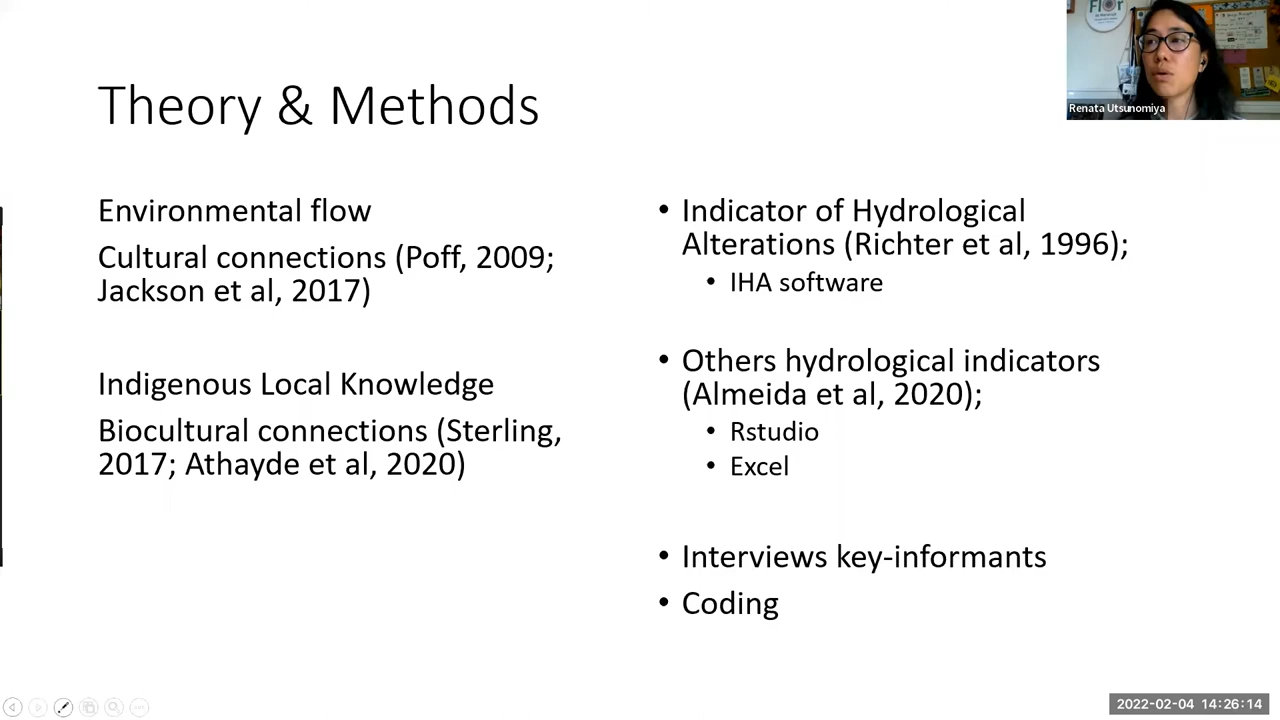 Theory & Methods
Environmental flow
Cultural connections (Poff, 2009;
Jackson et al, 2017)
Indigenous Local Knowledge
Biocultural connections (Sterling,
2017; Athayde et al, 2020)
• Indicator of Hydrological
Alterations (Richter et al, 1996);
• IHA software
• Others hydrological indicators
(Almeida et al, 2020);
• Rstudio
• Excel
• Interviews key-informants
• Coding
Flor
Renata Utsunomiya
2022-02-04 14:26:14